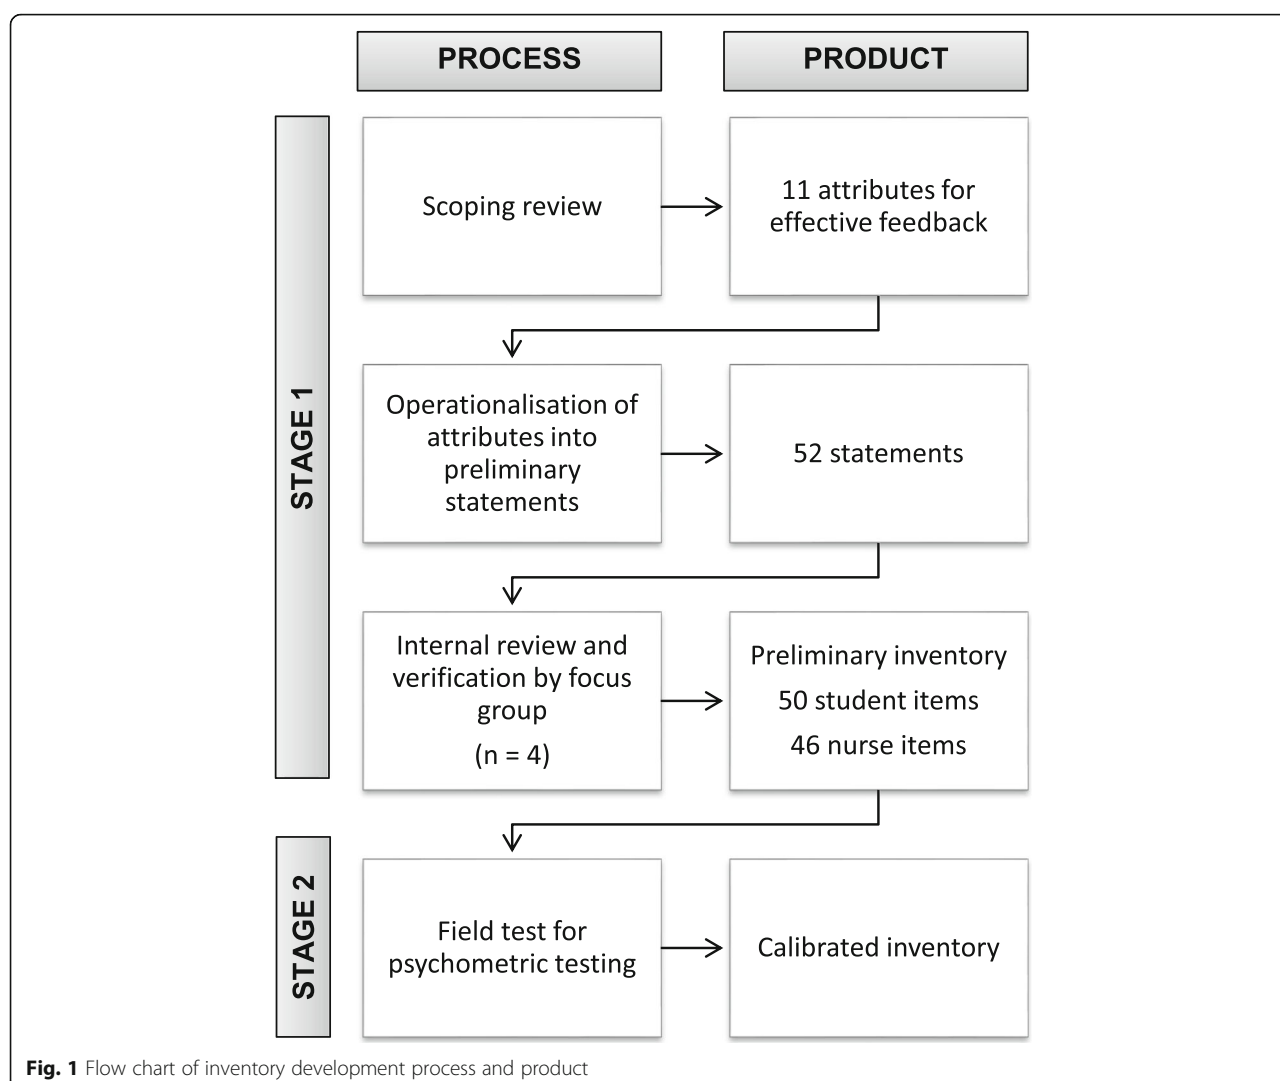 PROCESS
PRODUCT
STAGE 1
Scoping review
11 attributes for
effective feedback
Operationalisation of
attributes into
preliminary
statements
52 statements
Internal review and
verification by focus
group
(n = 4)
Preliminary inventory
50 student items
46 nurse items
STAGE 2
Field test for
psychometric testing
Calibrated inventory
Fig. 1 Flow chart of inventory development process and product